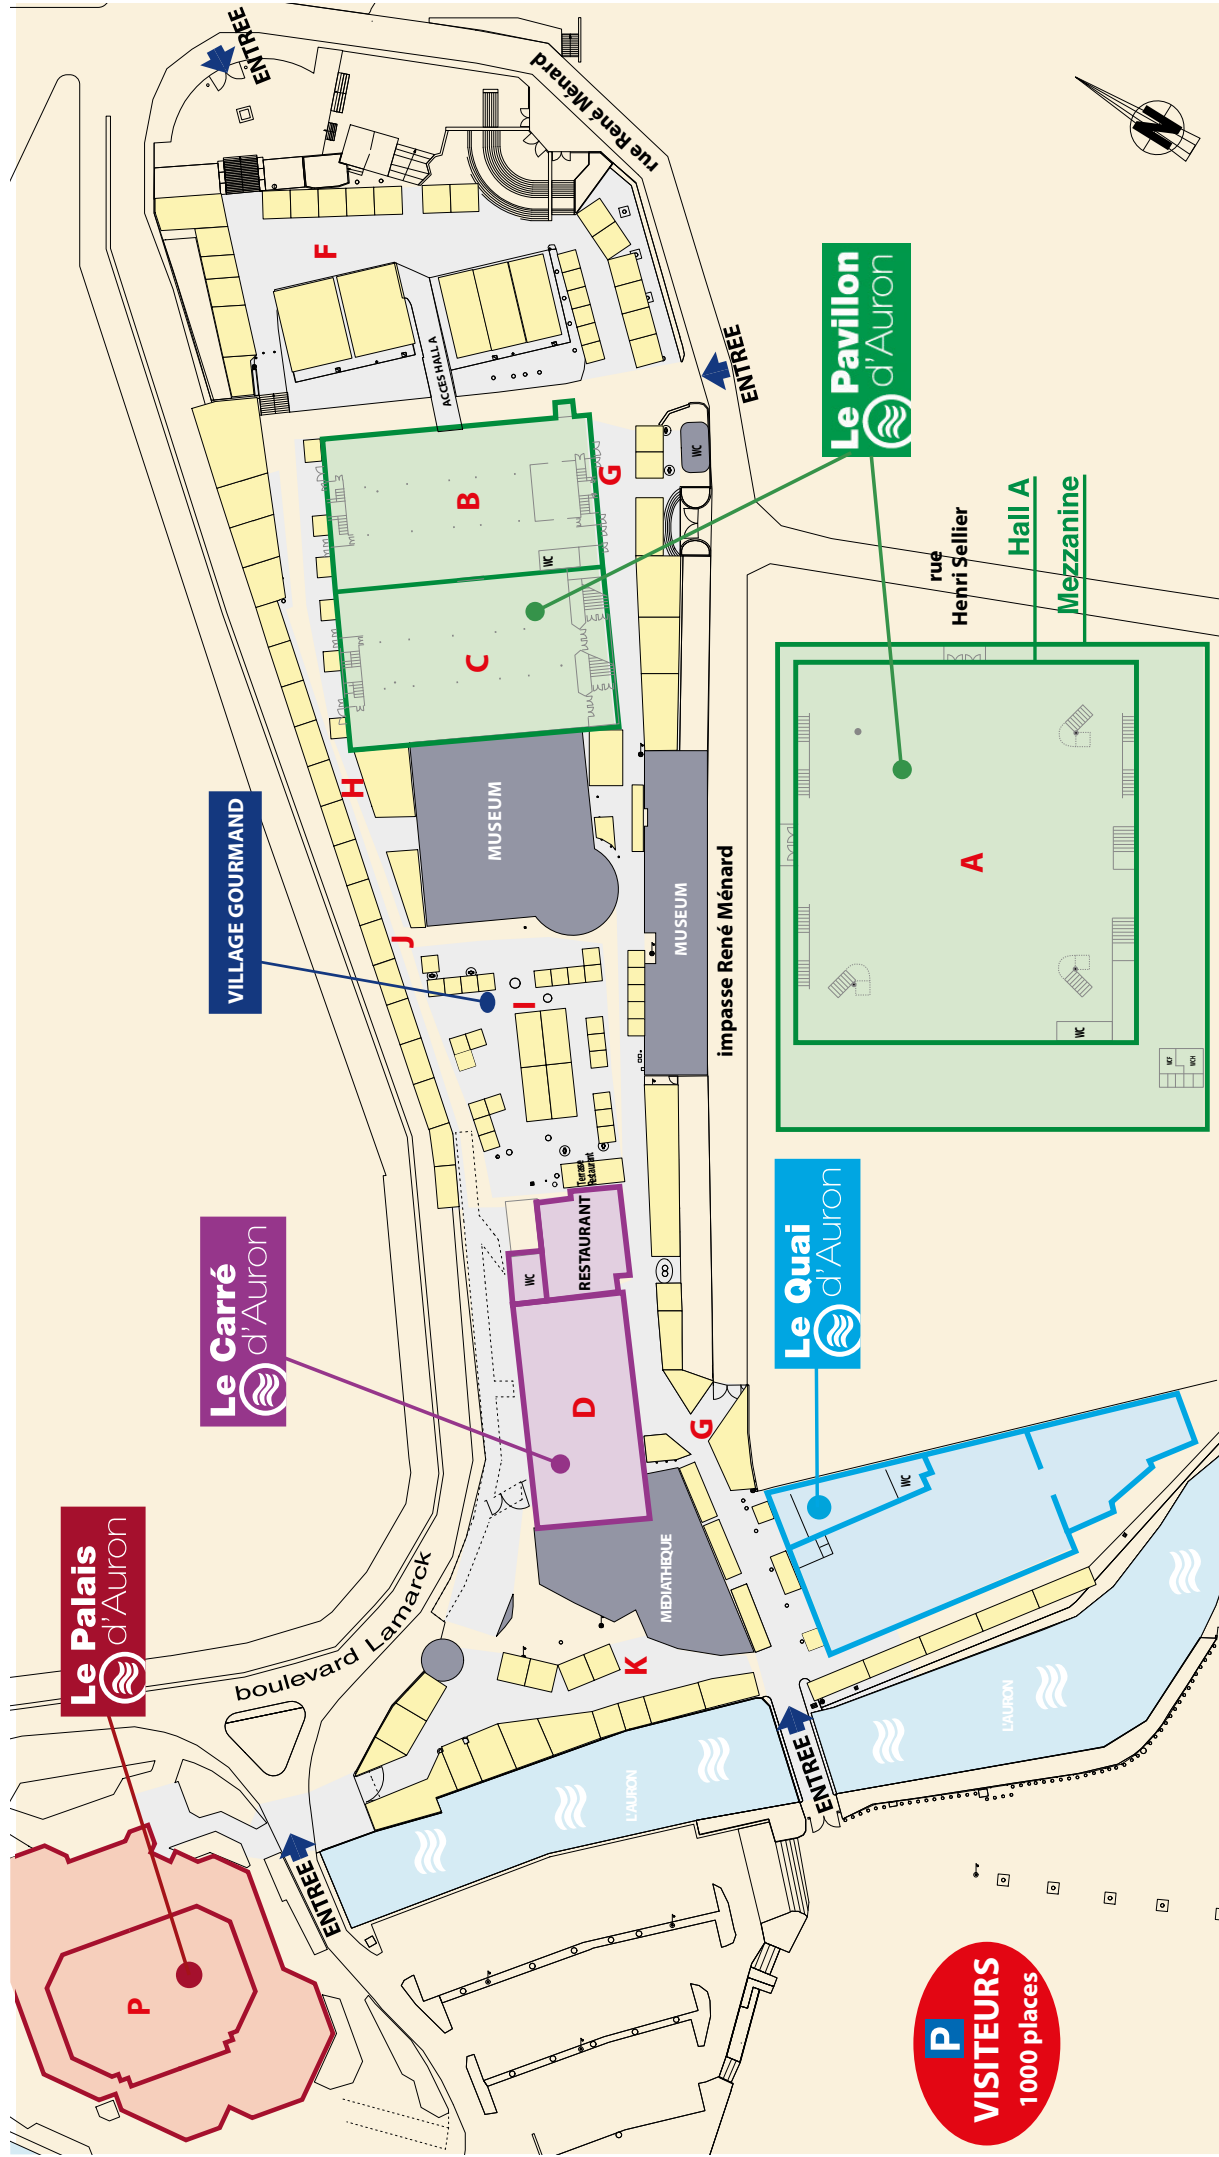 Le Palais
d'Auron
P
ENTREE
boulevard Lamarck
Le Carré
d'Auron
VILLAGE GOURMAND
ENTREE
rue René Ménard
F
ACCES HALL A
ENTREE
B
G
WC
WC
C
H
MUSEUM
MUSEUM
impasse René Ménard
J
I
Terrasse
Restaurant
RESTAURANT
WC
D
G
MEDIATHEQUE
K
L'AURON
ENTREE
L'AURON
Le Quai
d'Auron
WC
Le Pavillon
d'Auron
rue
Henri Sellier
Hall A
Mezzanine
A
WC
WCF
WCH
N
P
VISITEURS
1000 places